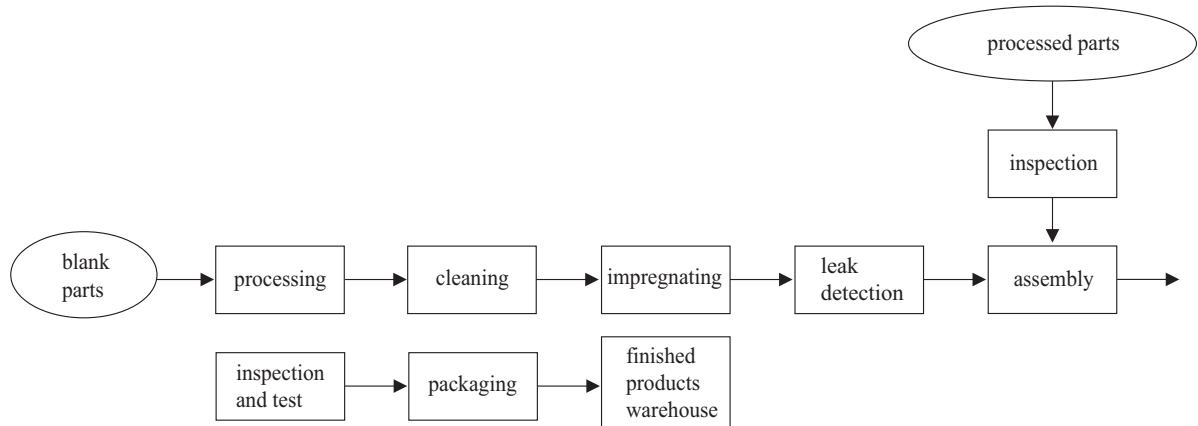 processed parts
inspection
blank
parts
processing
cleaning
impregnating
leak
detection
assembly
inspection
and test
packaging
finished
products
warehouse